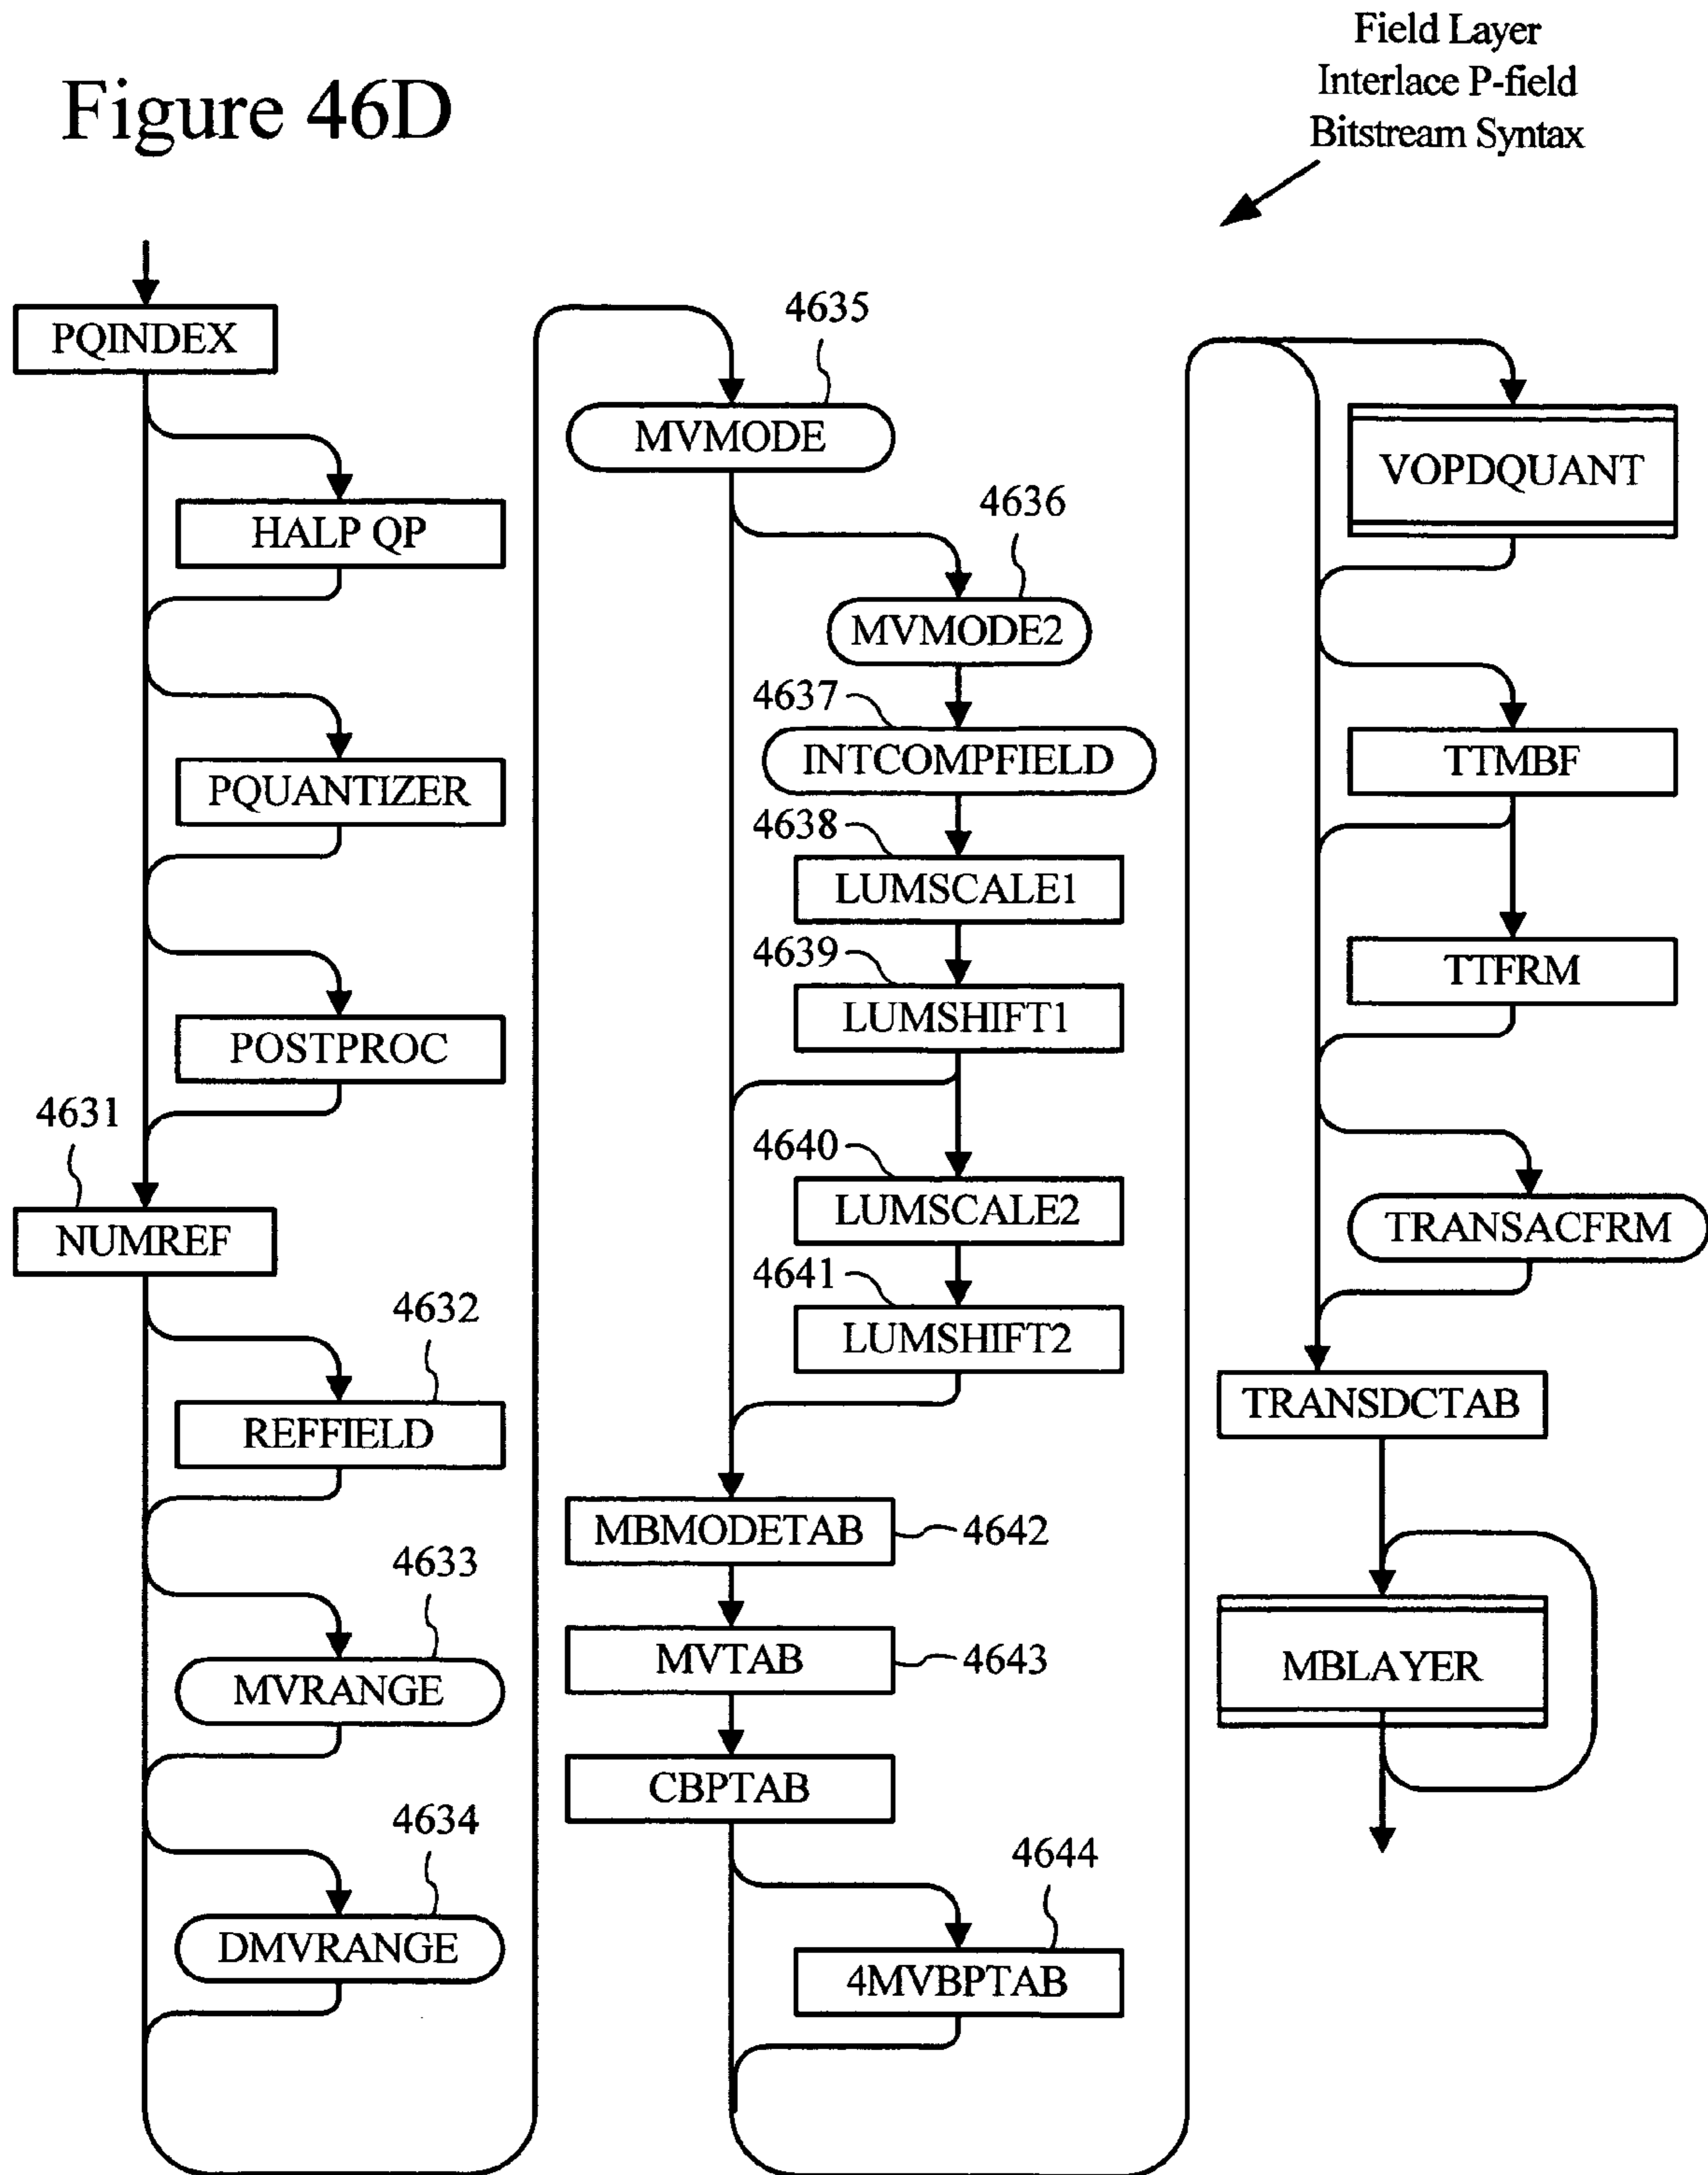 Figure 46D
Field Layer
Interlace P-field
Bitstream Syntax
PQINDEX
HALP QP
PQUANTIZER
POSTPROC
4631
NUMREF
4632
REFFIELD
4633
MVRANGE
4634
DMVRANGE
4635
MVMODE
4636
MVMODE2
4637
INTCOMPFIELD
4638
LUMSCALE1
4639
LUMSHIFT1
4640
LUMSCALE2
4641
LUMSHIFT2
MBMODETAB
4642
MVTAB
4643
CBPTAB
4644
4MVBPTAB
VOPDQUANT
TTMBF
TTFRM
TRANSACFRM
TRANSDCTAB
MBLAYER